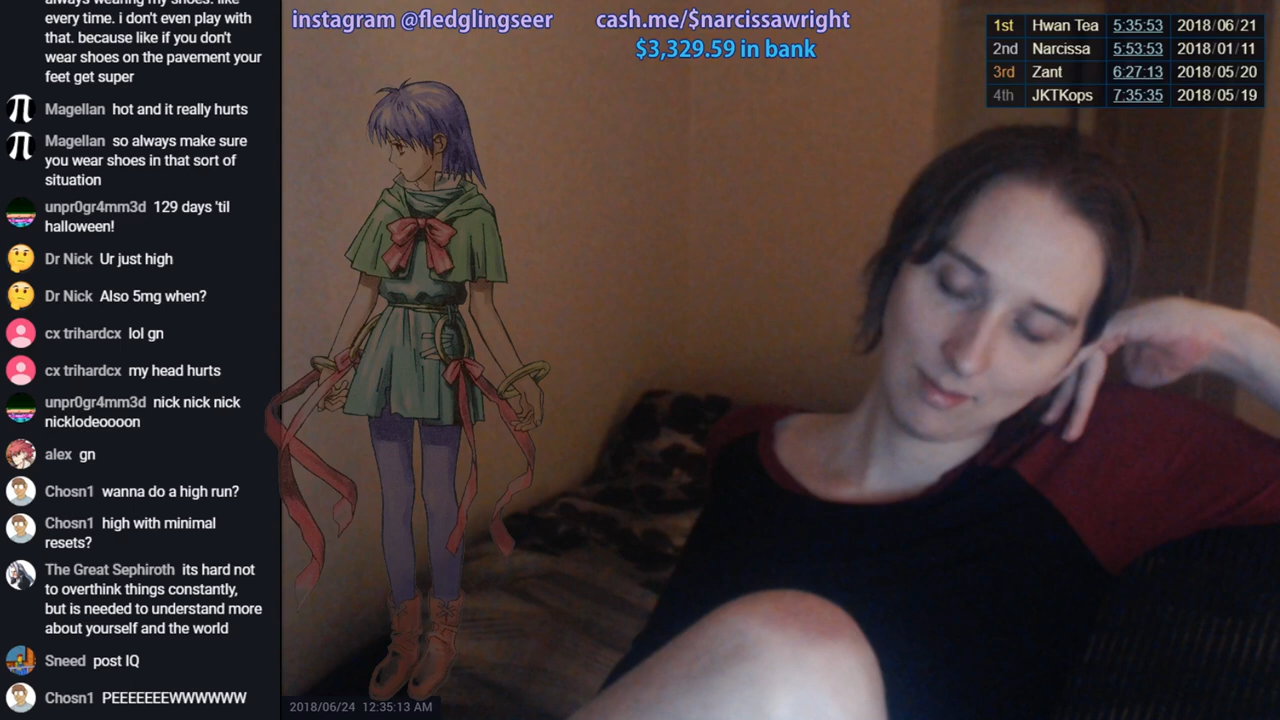 always wearing my shoes. like
every time. i don't even play with
that. because like if you don't
wear shoes on the pavement your
feet get super
Magellan hot and it really hurts
Magellan so always make sure
you wear shoes in that sort of
situation
unpr0gr4mm3d 129 days 'til
halloween!
Dr Nick Ur just high
Dr Nick Also 5mg when?
cx trihardcx lol gn
cx trihardcx my head hurts
unpr0gr4mm3d nick nick nick
nicklodeoooon
alex gn
Chosn1 wanna do a high run?
Chosn1 high with minimal
resets?
The Great Sephiroth its hard not
to overthink things constantly,
but is needed to understand more
about yourself and the world
Sneed post IQ
Chosn1 PEEEEEEEWWWWWW
instagram @fledglingseer
cash.me/$narcissawright
$3,329.59 in bank
1st Hwan Tea 5:35:53 2018/06/21
2nd Narcissa 5:53:53 2018/01/11
3rd Zant 6:27:13 2018/05/20
4th JKTKops 7:35:35 2018/05/19
2018/06/24 12:35:13 AM